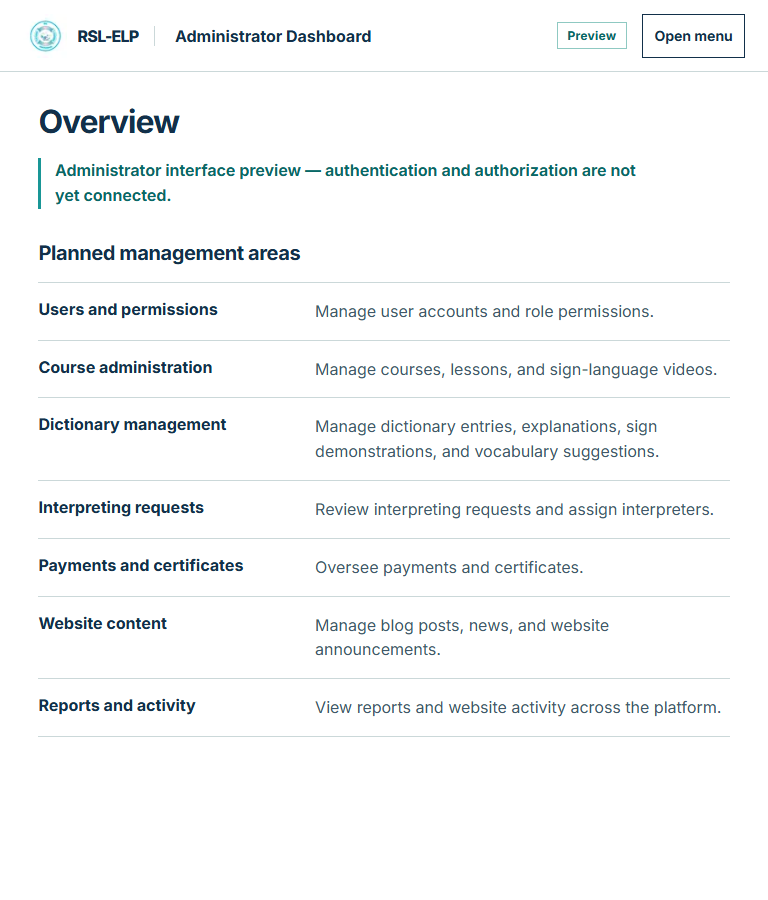 RSL-ELP
Administrator Dashboard
Preview
Open menu
Overview
Administrator interface preview — authentication and authorization are not
yet connected.
Planned management areas
Users and permissions
Manage user accounts and role permissions.
Course administration
Manage courses, lessons, and sign-language videos.
Dictionary management
Manage dictionary entries, explanations, sign
demonstrations, and vocabulary suggestions.
Interpreting requests
Review interpreting requests and assign interpreters.
Payments and certificates
Oversee payments and certificates.
Website content
Manage blog posts, news, and website
announcements.
Reports and activity
View reports and website activity across the platform.